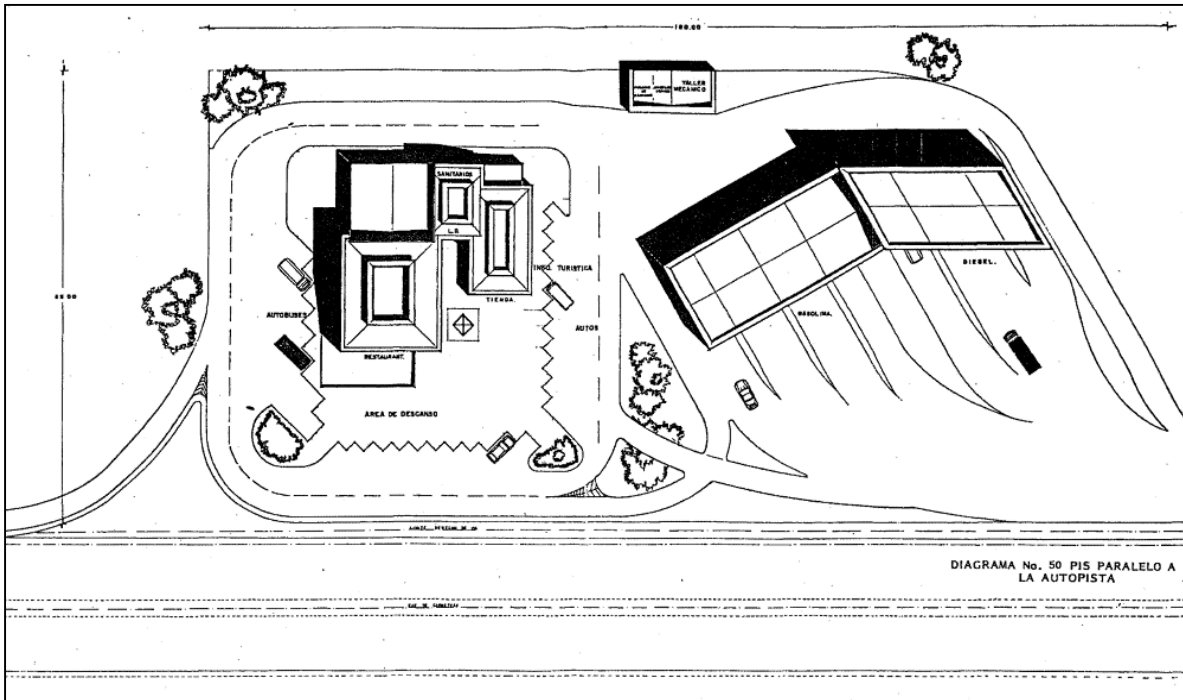 180.00
TALLER
MECANICO
SANITARIOS
L.S
INFO. TURISTICA
TIENDA.
AUTOBUSES
AUTOS
RESTAURANT.
AREA DE DESCANSO
DIESEL.
GASOLINA.
DIAGRAMA No. 50 PIS PARALELO A
LA AUTOPISTA